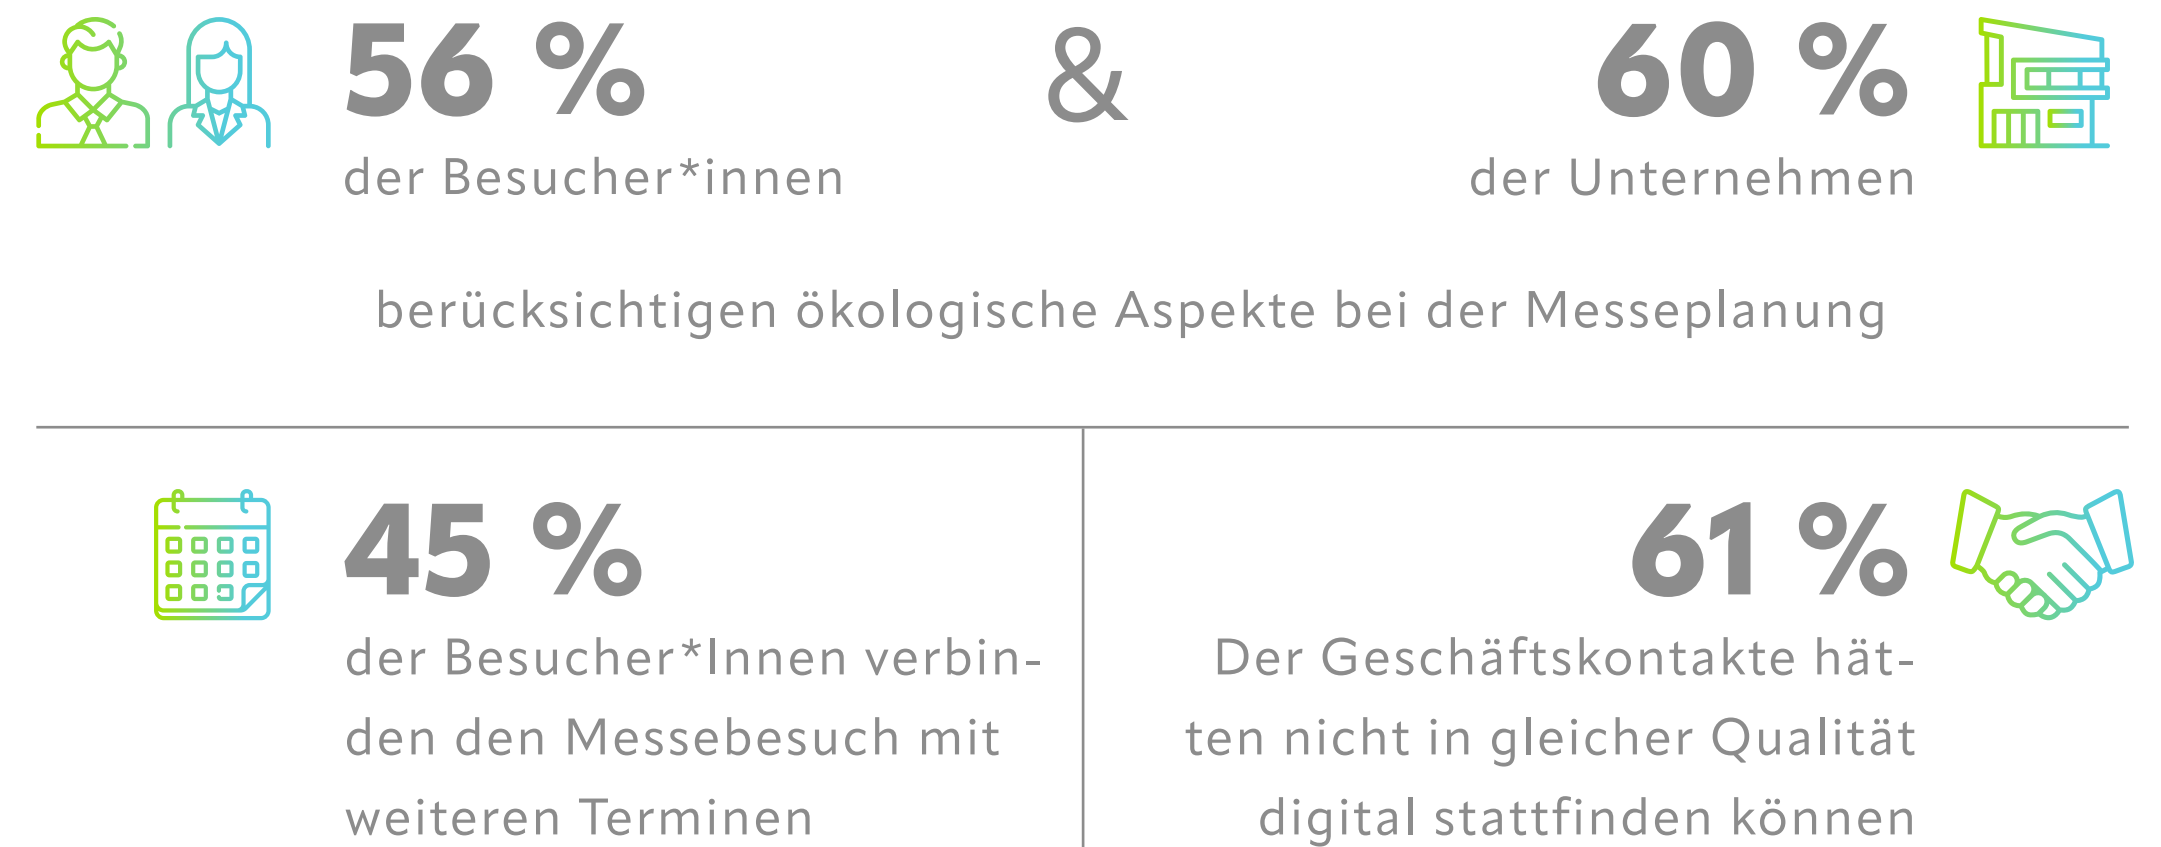 56 %
&
60 %
der Besucher*innen
der Unternehmen
berücksichtigen ökologische Aspekte bei der Messeplanung
45 %
der Besucher*Innen verbin-
den den Messebesuch mit
weiteren Terminen
61 %
Der Geschäftskontakte hät-
ten nicht in gleicher Qualität
digital stattfinden können